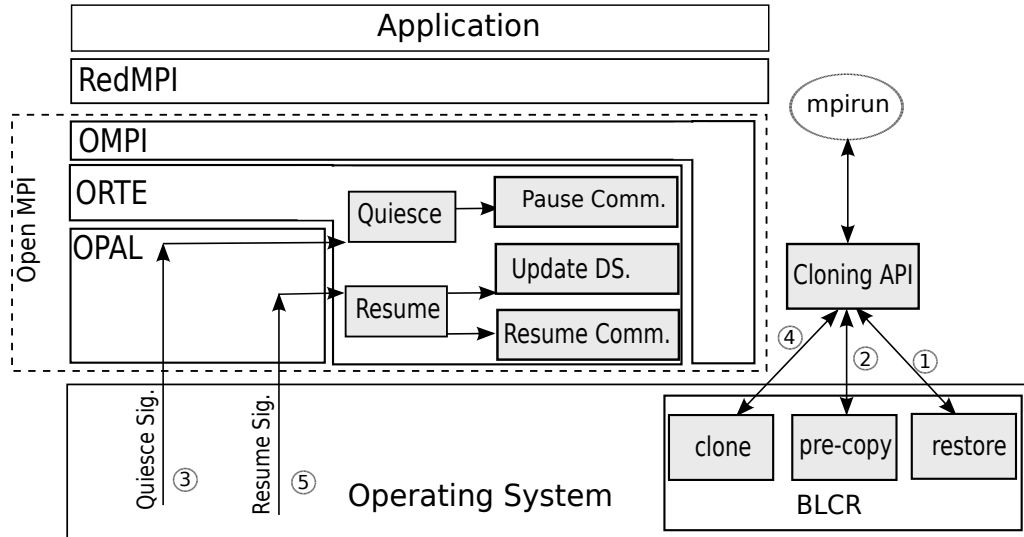 Application
RedMPI
mpirun
Open MPI
OMPI
ORTE
Quiesce
Pause Comm.
OPAL
Update DS.
Cloning API
Resume
Resume Comm.
4
2
1
Quiesce Sig.
3
Resume Sig.
5
clone
pre-copy
restore
Operating System
BLCR